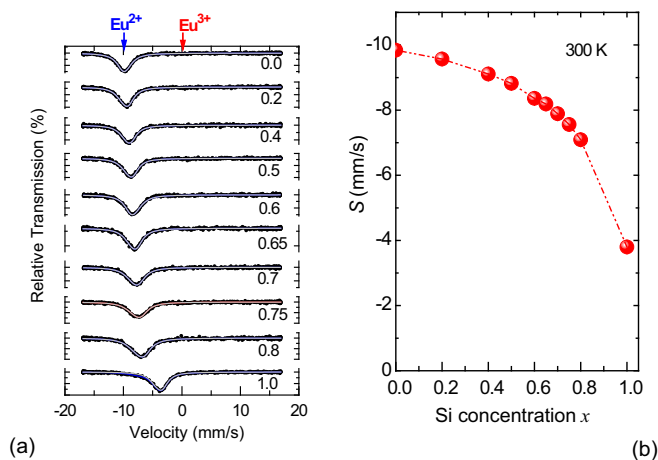 Eu2+ Eu3+
0.0
0.2
0.4
0.5
0.6
0.65
0.7
0.75
0.8
1.0
Relative Transmission (%)
-20 -10 0 10 20
Velocity (mm/s)
(a)
300 K
-10
-8
-6
-4
-2
0
S (mm/s)
0.0 0.2 0.4 0.6 0.8 1.0
Si concentration x
(b)